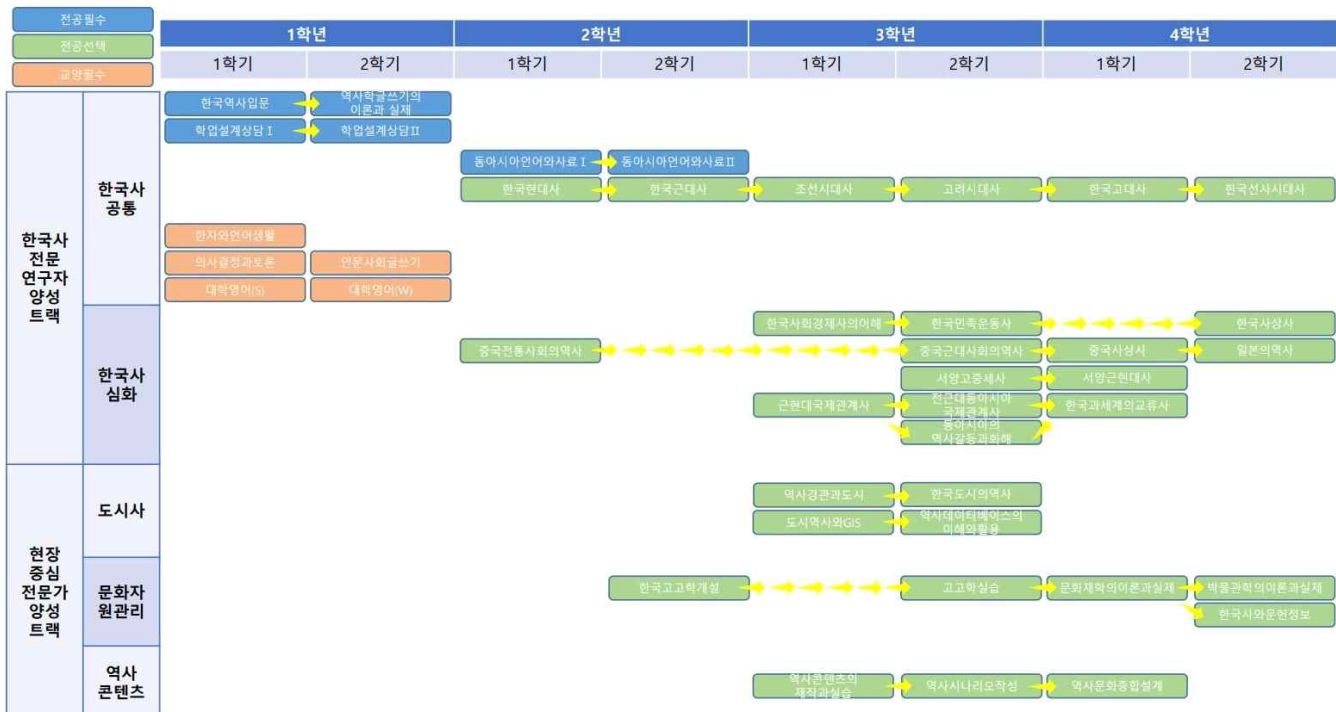 전공필수
전공선택
교양필수
1학년 2학년 3학년 4학년
1학기 2학기 1학기 2학기 1학기 2학기 1학기 2학기
한국사
전문
연구자
양성
트랙
한국사
공통
한국역사입문
역사학글쓰기의
이론과 실제
학업설계상담 I
학업설계상담II
동아시아언어와사료 I
동아시아언어와사료II
한국현대사
한국근대사
조선시대사
고려시대사
한국고대사
한국선사시대사
한자와언어생활
의사결정과토론
인문사회글쓰기
대학영어(S)
대학영어(W)
한국사
심화
한국사회경제사의이해
한국민족운동사
한국사상사
중국전통사회의역사
중국근대사회의역사
중국사상사
일본의역사
서양고중세사
서양근현대사
근현대국제관계사
전근대동아시아
국제관계사
한국과세계의교류사
동아시아의
역사갈등과화해
현장
중심
전문가
양성
트랙
도시사
역사경관과도시
한국도시의역사
도시역사와GIS
역사데이터베이스의
이해와활용
문화자
원관리
한국고고학개설
고고학실습
문화재학의이론과실제
박물관학의이론과실제
한국사와문헌정보
역사
콘텐츠
역사콘텐츠의
제작과실습
역사시나리오작성
역사문화종합설계